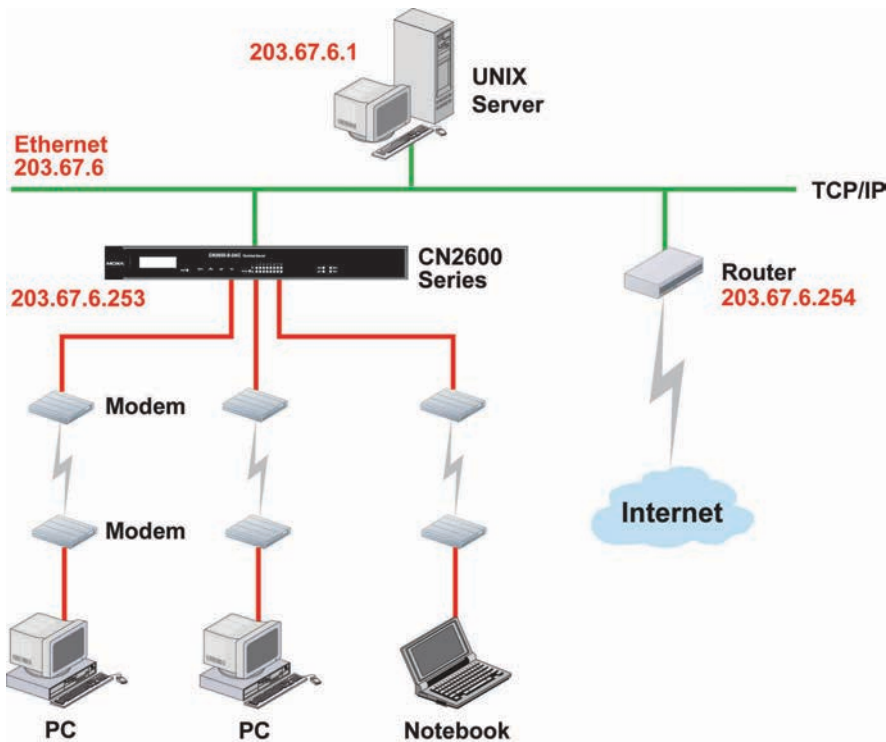 203.67.6.1
UNIX
Server
Ethernet
203.67.6
TCP/IP
MOXA
CN2600
Series
203.67.6.253
Router
203.67.6.254
Modem
Internet
Modem
PC
PC
Notebook